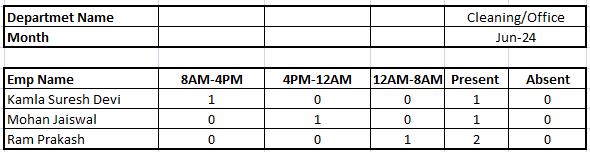 Departmet Name Cleaning/Office
Month Jun-24
Emp Name 8AM-4PM 4PM-12AM 12AM-8AM Present Absent
Kamla Suresh Devi 1 0 0 1 0
Mohan Jaiswal 0 1 0 1 0
Ram Prakash 0 0 1 2 0